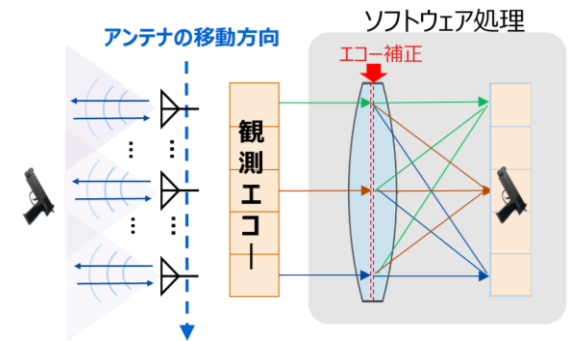 ソフトウェア処理
アンテナの移動方向
エコー補正
観測エコー